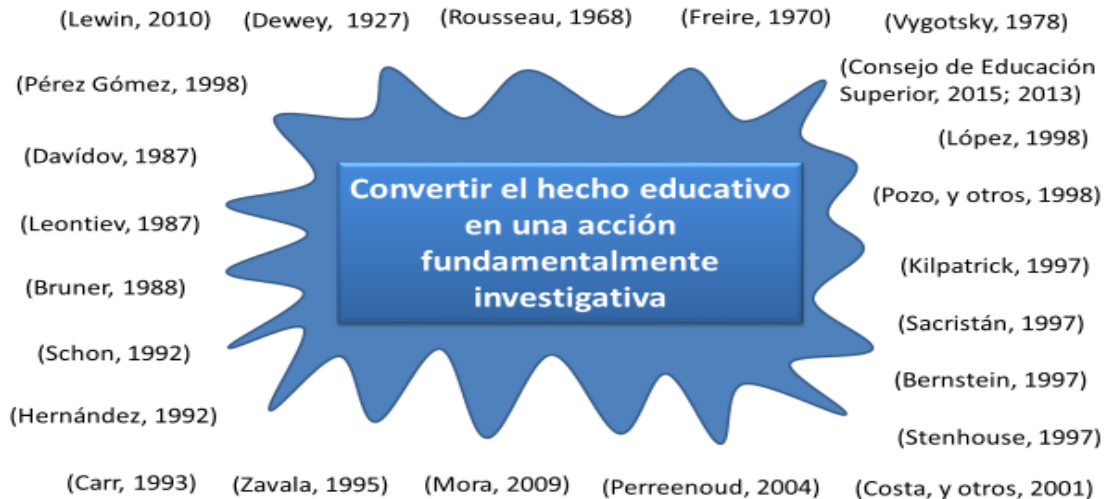 (Lewin, 2010)
(Dewey, 1927)
(Rousseau, 1968)
(Freire, 1970)
(Vygotsky, 1978)
(Pérez Gómez, 1998)
(Consejo de Educación
Superior, 2015; 2013)
(Davídov, 1987)
(López, 1998)
Convertir el hecho educativo
en una acción
fundamentalmente
investigativa
(Leontiev, 1987)
(Pozo, y otros, 1998)
(Bruner, 1988)
(Kilpatrick, 1997)
(Schon, 1992)
(Sacristán, 1997)
(Hernández, 1992)
(Bernstein, 1997)
(Stenhouse, 1997)
(Carr, 1993)
(Zavala, 1995)
(Mora, 2009)
(Perreenoud, 2004)
(Costa, y otros, 2001)